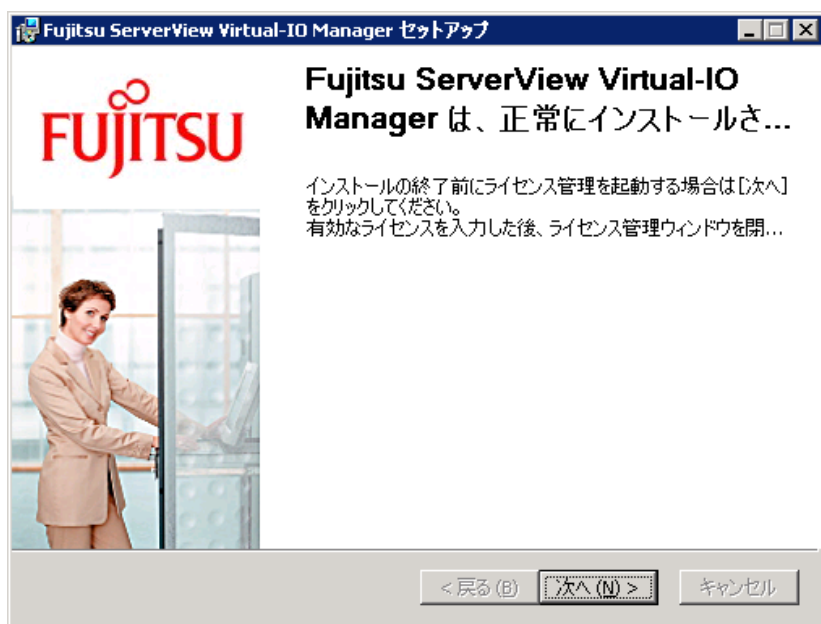 Fujitsu ServerView Virtual-IO Manager セットアップ
FUJITSU
Fujitsu ServerView Virtual-IO
Manager は、正常にインストールさ...
インストールの終了前にライセンス管理を起動する場合は[次へ]
をクリックしてください。
有効なライセンスを入力した後、ライセンス管理ウィンドウを閉...
< 戻る (B)
次へ (N) >
キャンセル